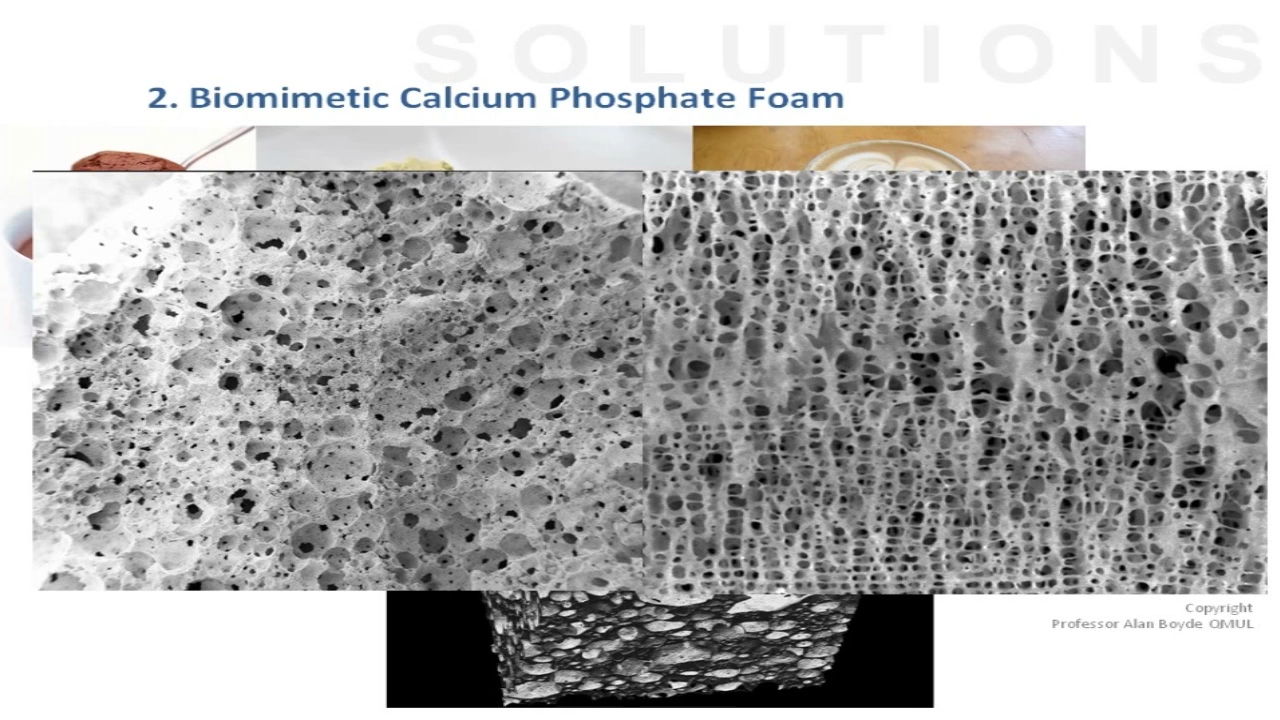 SOLUTIONS
2. Biomimetic Calcium Phosphate Foam
Copyright
Professor Alan Boyde QMUL